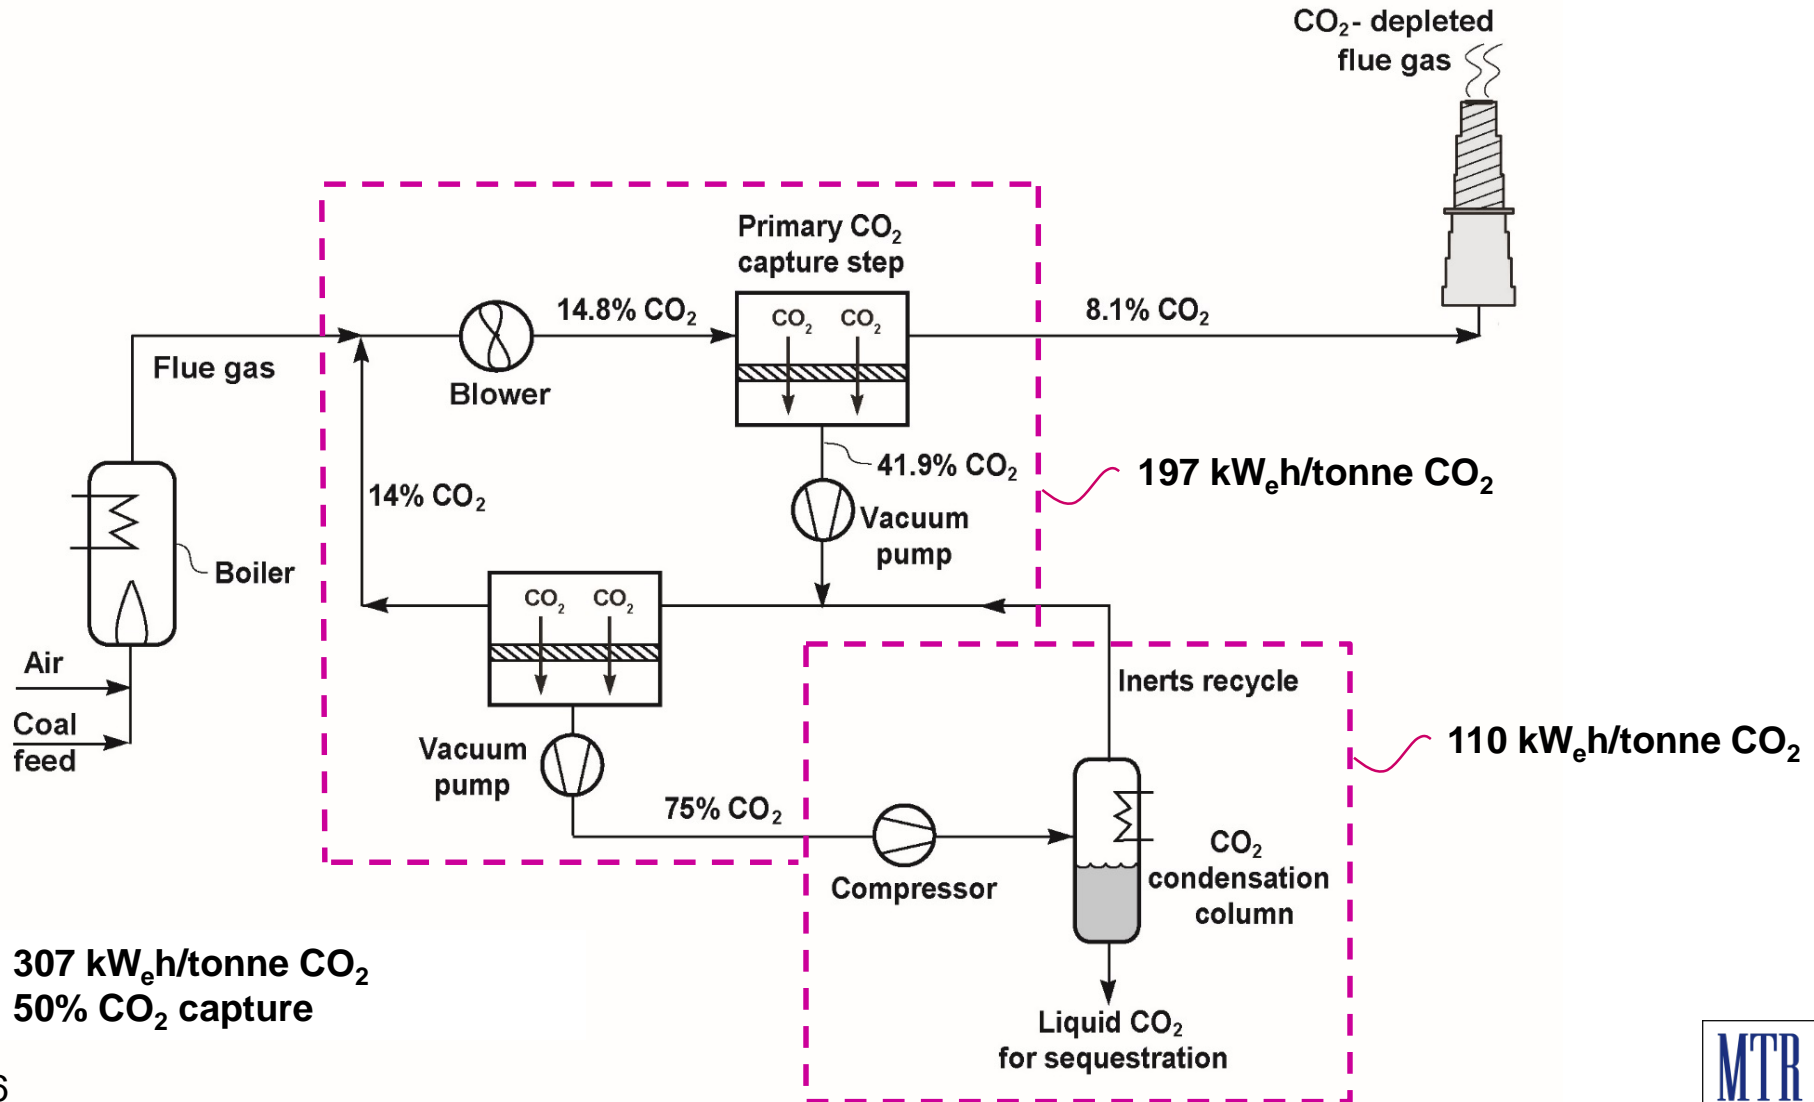 CO₂- depleted
flue gas
Primary CO₂
capture step
14.8% CO₂
CO₂ CO₂
8.1% CO₂
Flue gas
Blower
41.9% CO₂
197 kWₑh/tonne CO₂
14% CO₂
Vacuum
pump
Boiler
CO₂ CO₂
Air
Coal
feed
Inerts recycle
Vacuum
pump
110 kWₑh/tonne CO₂
75% CO₂
Compressor
CO₂
condensation
column
307 kWₑh/tonne CO₂
50% CO₂ capture
Liquid CO₂
for sequestration
6
MTR